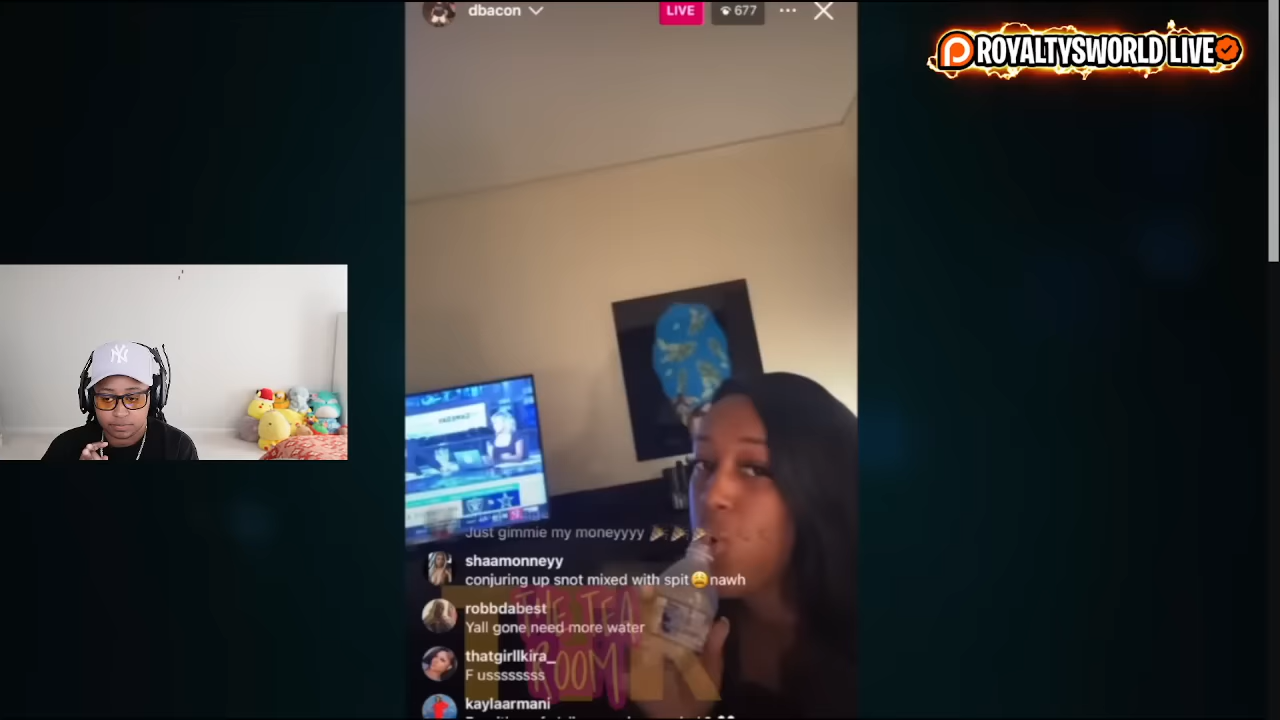 dbacon
LIVE
677
ROYALTYSWORLD LIVE
NY
Just gimmie my moneyyyy 🎉🎉🎉
shaamonneyy
conjuring up snot mixed with spit😩nawh
robbdabest
Yall gone need more water
thatgirllkira_
F ussssssss
kaylaarmani
THE TEA
ROOM